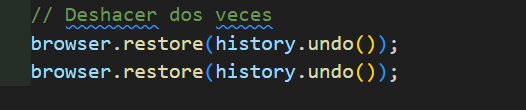 // Deshacer dos veces
browser.restore(history.undo());
browser.restore(history.undo());